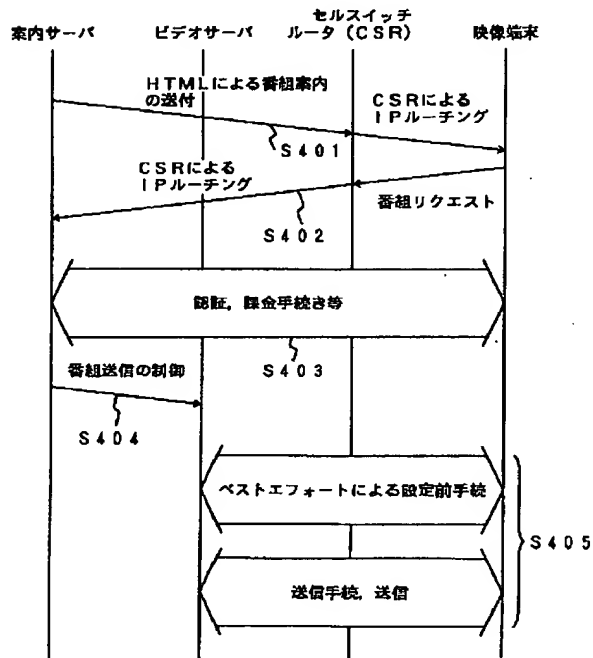 案内サーバ
ビデオサーバ
セルスイッチ
ルータ（CSR）
映像端末
HTMLによる番組案内
の送付
CSRによる
IPルーチング
S401
CSRによる
IPルーチング
番組リクエスト
S402
認証，課金手続き等
S403
番組送信の制御
S404
ベストエフォートによる設定前手続
S405
送信手続，送信